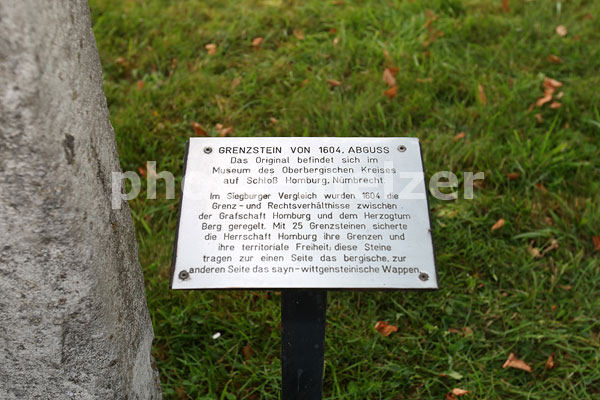 GRENZSTEIN VON 1604. ABGUSS
Das Original befindet sich im
Museum des Oberbergischen Kreises
auf Schloß Homburg, Nümbrecht.
Im Siegburger Vergleich wurden 1604 die
Grenz- und Rechtsverhältnisse zwischen
der Grafschaft Homburg und dem Herzogtum
Berg geregelt. Mit 25 Grenzsteinen sicherte
die Herrschaft Homburg ihre Grenzen und
ihre territoriale Freiheit; diese Steine
tragen zur einen Seite das bergische, zur
anderen Seite das sayn-wittgensteinische Wappen.